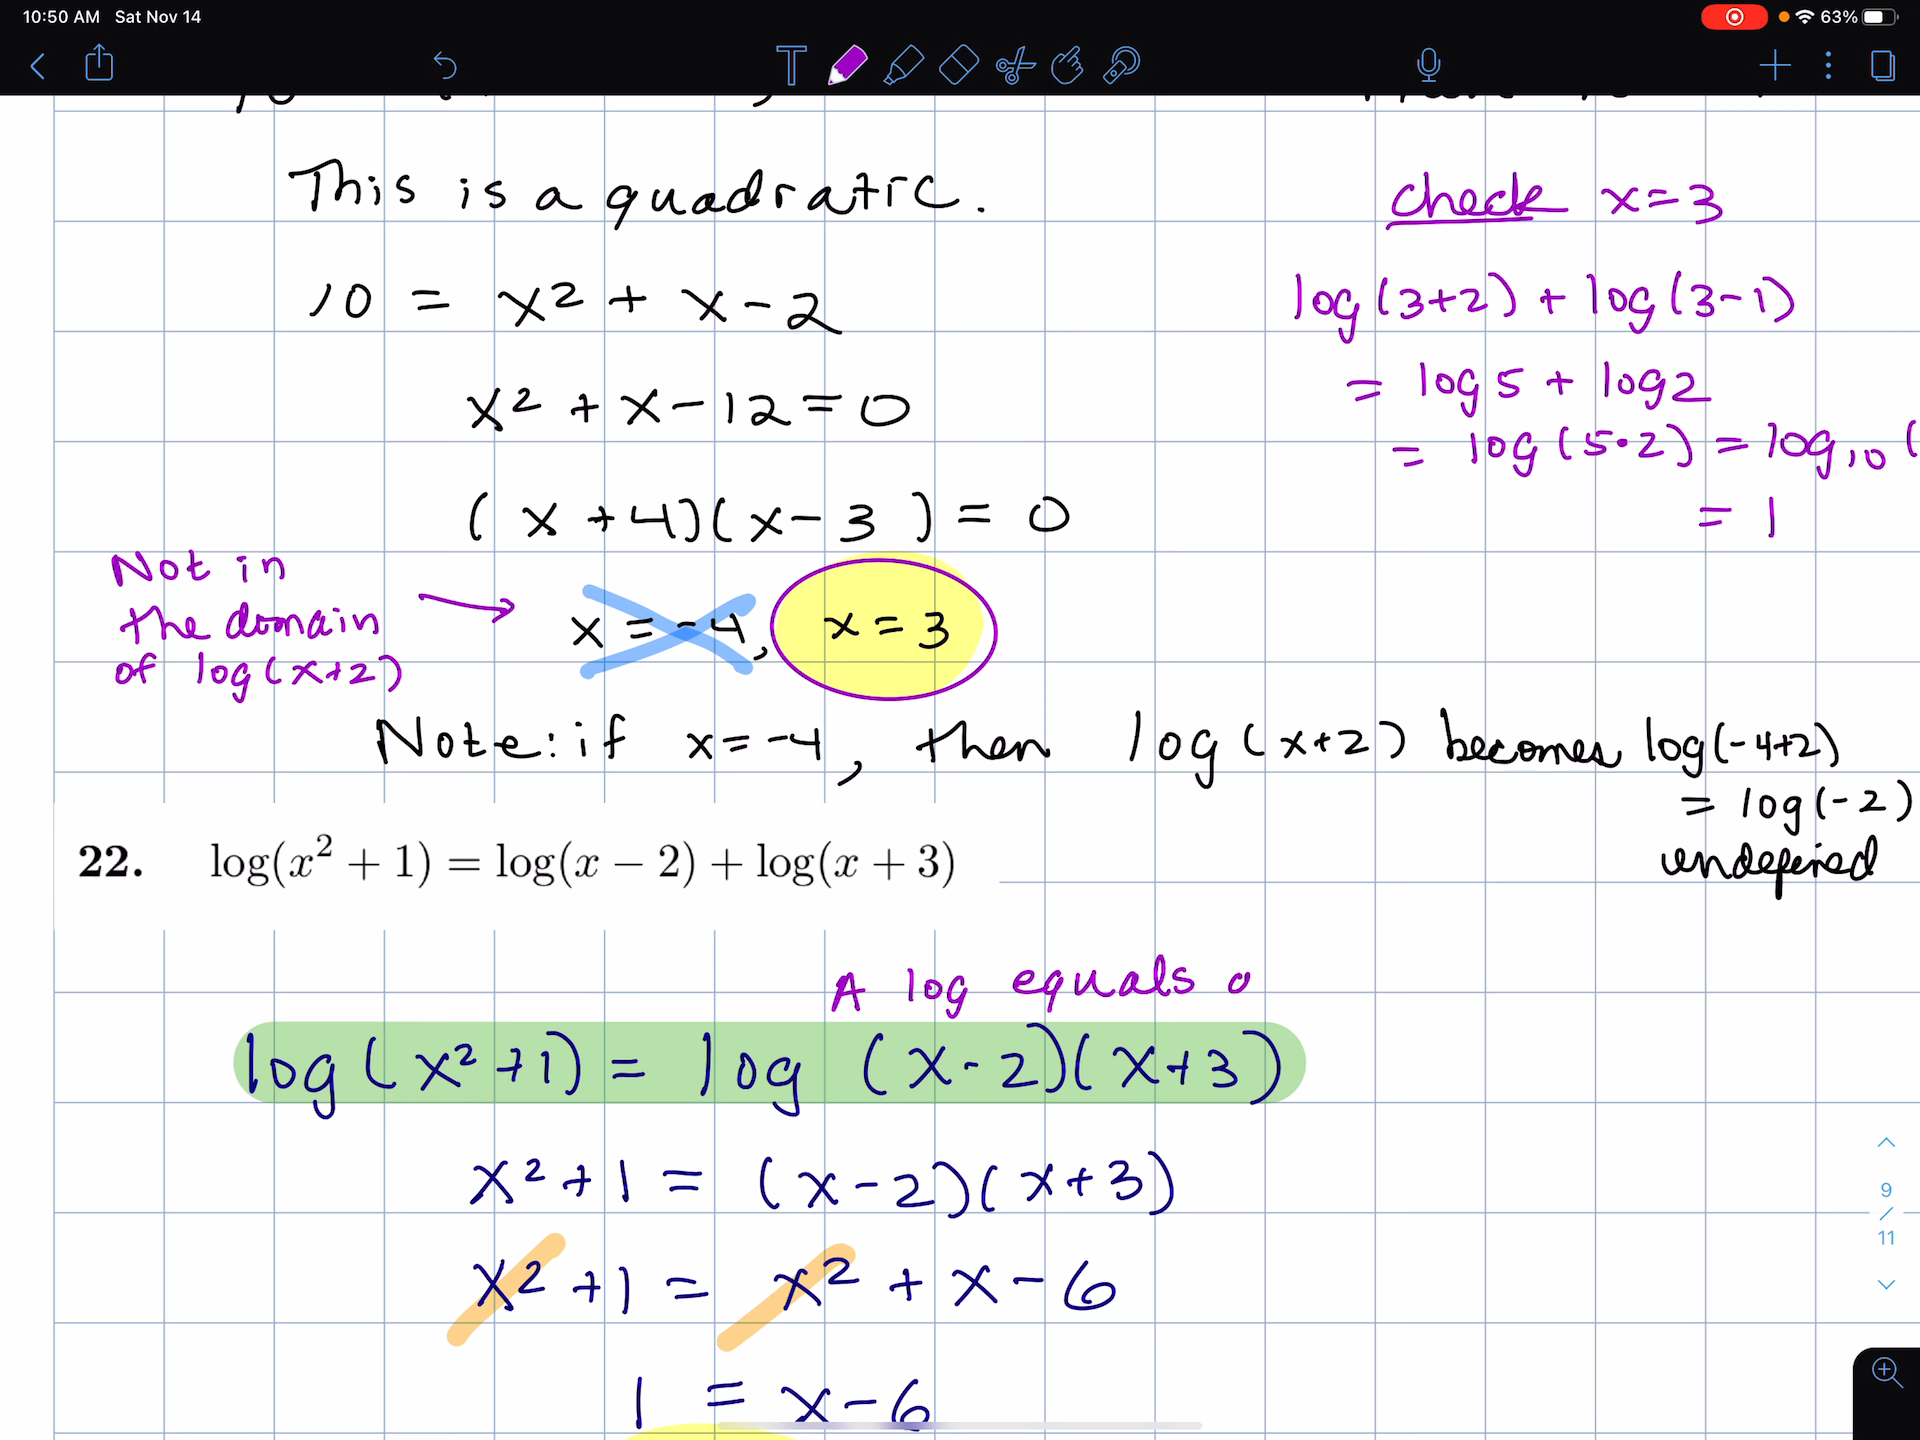 10:50 AM Sat Nov 14
63%
This is a quadratic.
10 = x² + x - 2
x² + x - 12 = 0
(x + 4)(x - 3) = 0
Not in
the domain
of log(x+2)
x = -4, x = 3
check x = 3
log(3+2) + log(3-1)
= log 5 + log 2
= log(5·2) = log₁₀(
= 1
Note: if x = -4, then log(x+2) becomes log(-4+2)
= log(-2)
undefined
22. log(x² + 1) = log(x − 2) + log(x + 3)
A log equals a
log(x² + 1) = log (x-2)(x+3)
x² + 1 = (x-2)(x+3)
x² + 1 = x² + x - 6
1 = x - 6
9
/
11